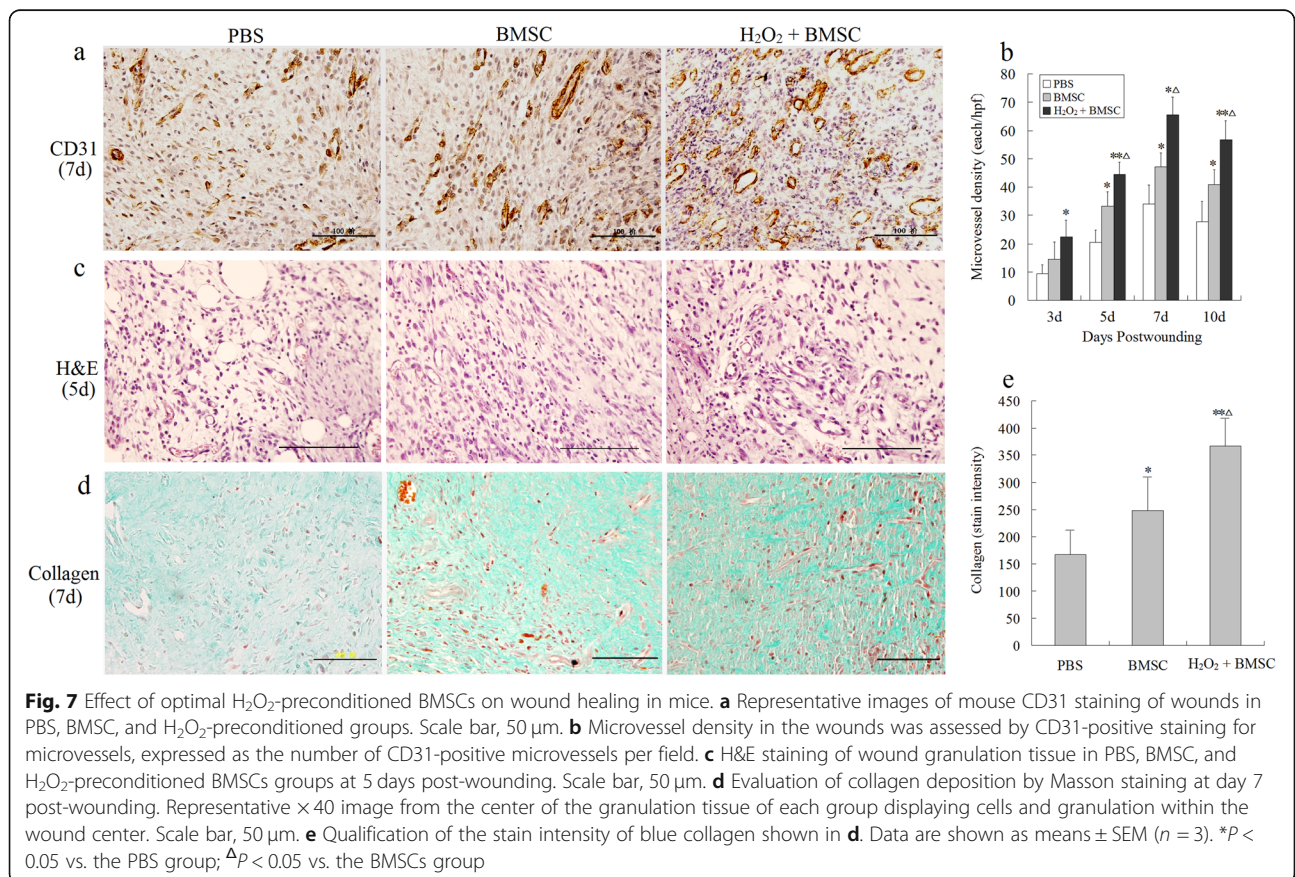 PBS BMSC H₂O₂ + BMSC
a
CD31
(7d)
100
100
100
b
Microvessel density (each/hpf)
80
70
60
50
40
30
20
10
0
PBS
BMSC
H₂O₂ + BMSC
*
* **△
* *△
* **△
3d 5d 7d 10d
Days Postwounding
c
H&E
(5d)
d
Collagen
(7d)
e
Collagen (stain intensity)
450
400
350
300
250
200
150
100
50
0
* **△
PBS BMSC H₂O₂ + BMSC
Fig. 7 Effect of optimal H₂O₂-preconditioned BMSCs on wound healing in mice. a Representative images of mouse CD31 staining of wounds in
PBS, BMSC, and H₂O₂-preconditioned groups. Scale bar, 50 μm. b Microvessel density in the wounds was assessed by CD31-positive staining for
microvessels, expressed as the number of CD31-positive microvessels per field. c H&E staining of wound granulation tissue in PBS, BMSC, and
H₂O₂-preconditioned BMSCs groups at 5 days post-wounding. Scale bar, 50 μm. d Evaluation of collagen deposition by Masson staining at day 7
post-wounding. Representative × 40 image from the center of the granulation tissue of each group displaying cells and granulation within the
wound center. Scale bar, 50 μm. e Qualification of the stain intensity of blue collagen shown in d. Data are shown as means ± SEM (n = 3). *P <
0.05 vs. the PBS group; △P < 0.05 vs. the BMSCs group